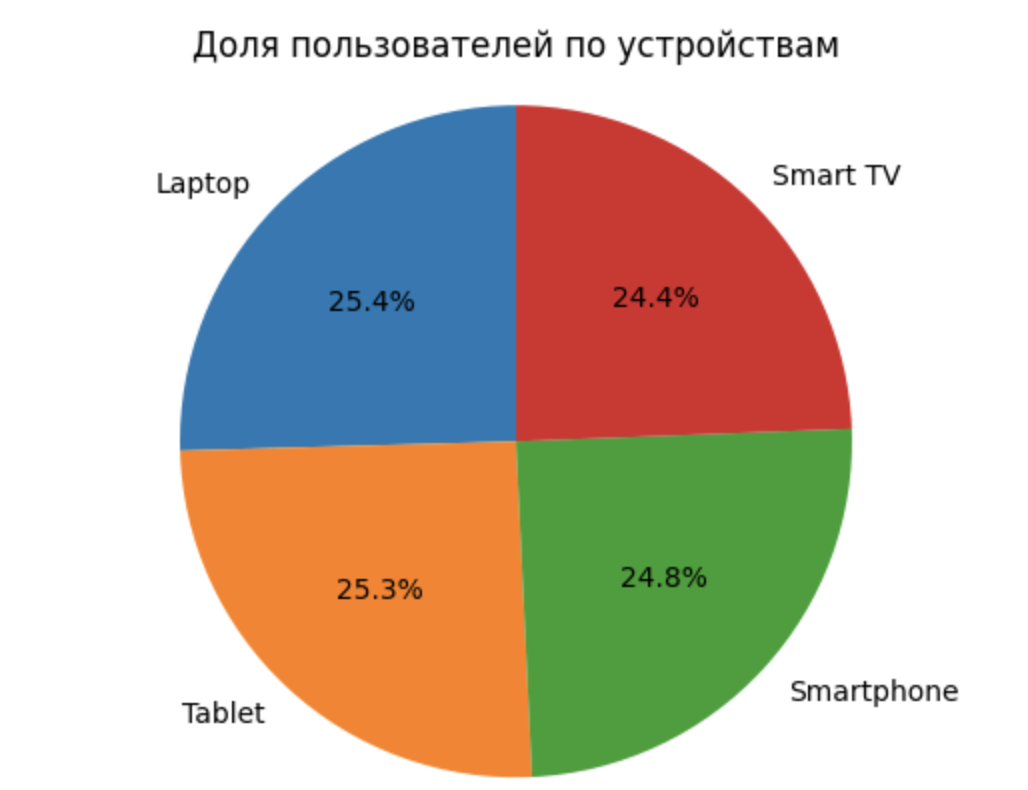 Доля пользователей по устройствам
Laptop
Smart TV
25.4%
24.4%
25.3%
24.8%
Tablet
Smartphone